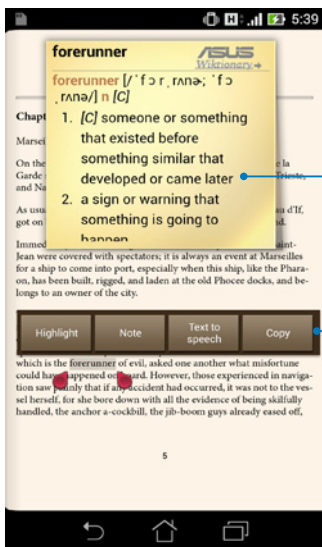 5:39
forerunner
ASUS
Wiktionary
forerunner [/ˈfɔrˌrʌnə; ˈfɔ
ˌrʌnə/] n [C]
1. [C] someone or something
that existed before
something similar that
developed or came later
2. a sign or warning that
something is going to
happen
Chapt
Marsei
On the
e la
Garde
Trieste,
and Na
As usu
au d'If,
got on
nd.
Immed
aint-
Jean were covered with spectators; it is always an event at Marseilles
for a ship to come into port, especially when this ship, like the Phara-
on, has been built, rigged, and laden at the old Phocee docks, and be-
longs to an owner of the city.
Highlight
Note
Text to
speech
Copy
which is the forerunner of evil, asked one another what misfortune
could have happened on board. However, those experienced in naviga-
tion saw plainly that if any accident had occurred, it was not to the ves-
sel herself, for she bore down with all the evidence of being skilfully
handled, the anchor a-cockbill, the jib-boom guys already eased off,
5